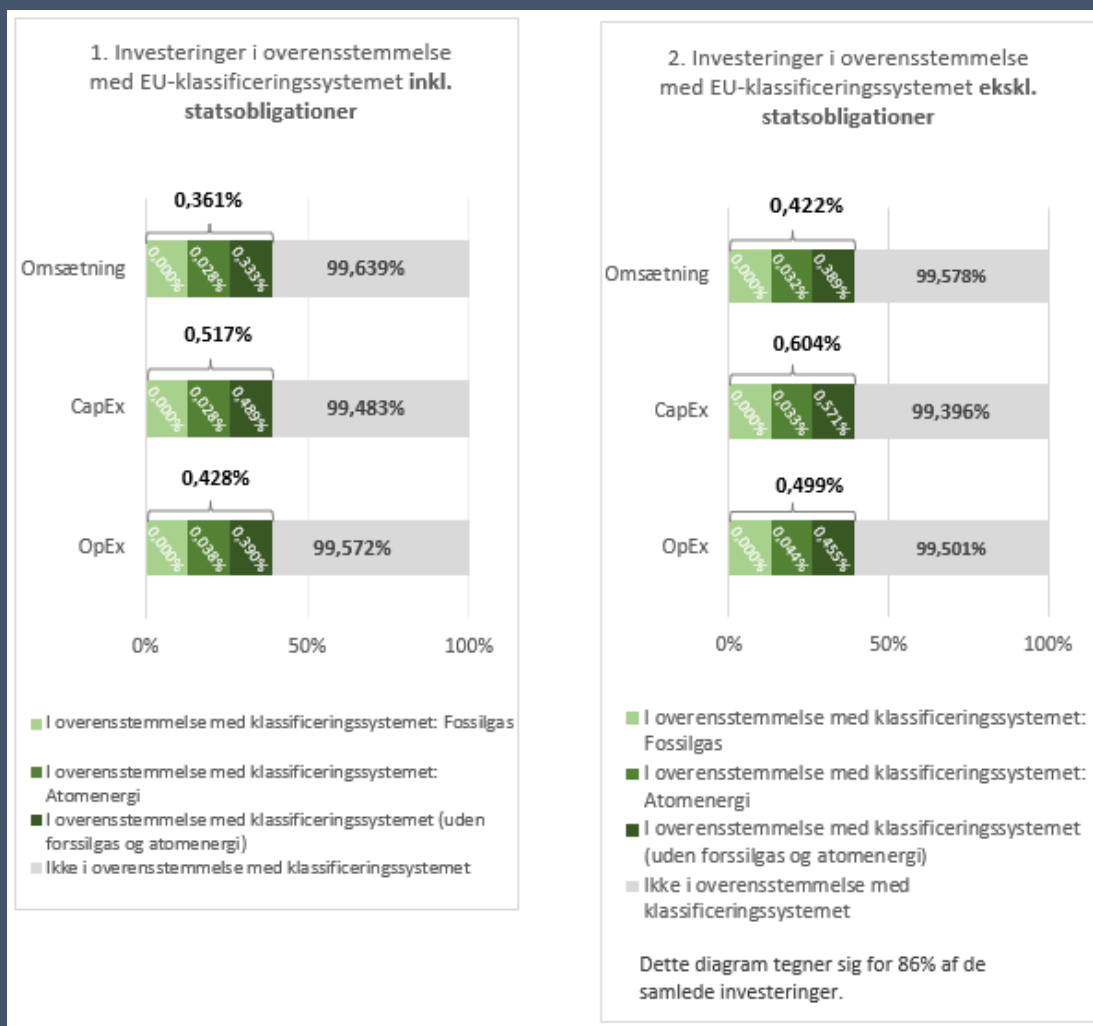 1. Investeringer i overensstemmelse
med EU-klassificeringssystemet inkl.
statsobligationer
0,361%
Omsætning
0,000%
0,028%
0,333%
99,639%
0,517%
CapEx
0,000%
0,028%
0,489%
99,483%
0,428%
OpEx
0,000%
0,038%
0,390%
99,572%
0%
50%
100%
I overensstemmelse med klassificeringssystemet: Fossilgas
I overensstemmelse med klassificeringssystemet:
Atomenergi
I overensstemmelse med klassificeringssystemet (uden
forssilgas og atomenergi)
Ikke i overensstemmelse med klassificeringssystemet
2. Investeringer i overensstemmelse
med EU-klassificeringssystemet ekskl.
statsobligationer
0,422%
Omsætning
0,000%
0,032%
0,389%
99,578%
0,604%
CapEx
0,000%
0,033%
0,571%
99,396%
0,499%
OpEx
0,000%
0,044%
0,455%
99,501%
0%
50%
100%
I overensstemmelse med klassificeringssystemet:
Fossilgas
I overensstemmelse med klassificeringssystemet:
Atomenergi
I overensstemmelse med klassificeringssystemet
(uden forssilgas og atomenergi)
Ikke i overensstemmelse med
klassificeringssystemet
Dette diagram tegner sig for 86% af de
samlede investeringer.